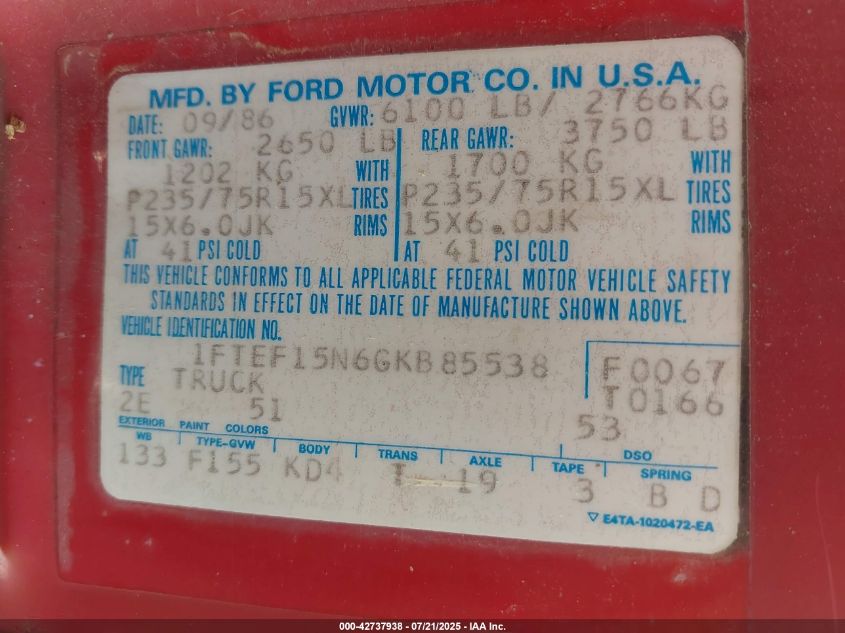 MFD. BY FORD MOTOR CO. IN U.S.A.
DATE: 09/86 GVWR: 6100 LB/ 2766KG
FRONT GAWR: 2650 LB REAR GAWR: 3750 LB
1202 KG WITH 1700 KG WITH
P235/75R15XL TIRES P235/75R15XL TIRES
15X6.0JK RIMS 15X6.0JK RIMS
AT 41 PSI COLD AT 41 PSI COLD
THIS VEHICLE CONFORMS TO ALL APPLICABLE FEDERAL MOTOR VEHICLE SAFETY
STANDARDS IN EFFECT ON THE DATE OF MANUFACTURE SHOWN ABOVE.
VEHICLE IDENTIFICATION NO.
1FTEF15N6GKB85538 F0067
TYPE TRUCK T0166
2E 51 53
EXTERIOR PAINT COLORS DSO
WB TYPE-GVW BODY TRANS AXLE TAPE SPRING
133 F155 KD4 T 19 3 B D
▽ E4TA-1020472-EA
000-42737938 - 07/21/2025 - IAA Inc.